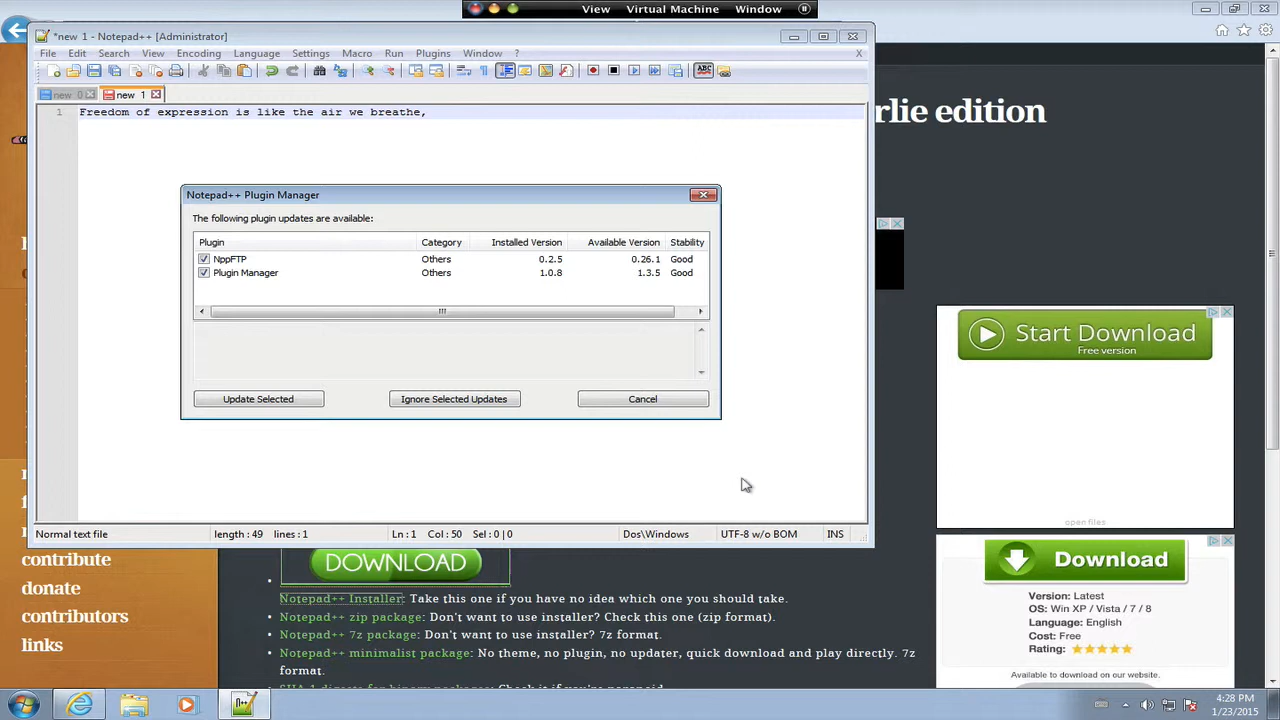 View Virtual Machine Window
*new 1 - Notepad++ [Administrator]
File Edit Search View Encoding Language Settings Macro Run Plugins Window ? X
new 0 new 1
1 Freedom of expression is like the air we breathe,
rlie edition
Notepad++ Plugin Manager
The following plugin updates are available:
Plugin Category Installed Version Available Version Stability
NppFTP Others 0.2.5 0.26.1 Good
Plugin Manager Others 1.0.8 1.3.5 Good
Update Selected Ignore Selected Updates Cancel
Start Download
Free version
open files
Normal text file length : 49 lines : 1 Ln : 1 Col : 50 Sel : 0 | 0 Dos\Windows UTF-8 w/o BOM INS
contribute
donate
contributors
links
DOWNLOAD
Notepad++ Installer: Take this one if you have no idea which one you should take.
Notepad++ zip package: Don't want to use installer? Check this one (zip format).
Notepad++ 7z package: Don't want to use installer? 7z format.
Notepad++ minimalist package: No theme, no plugin, no updater, quick download and play directly. 7z
format.
Download
Version: Latest
OS: Win XP / Vista / 7 / 8
Language: English
Cost: Free
Rating:
Available to download on our website.
4:28 PM
1/23/2015